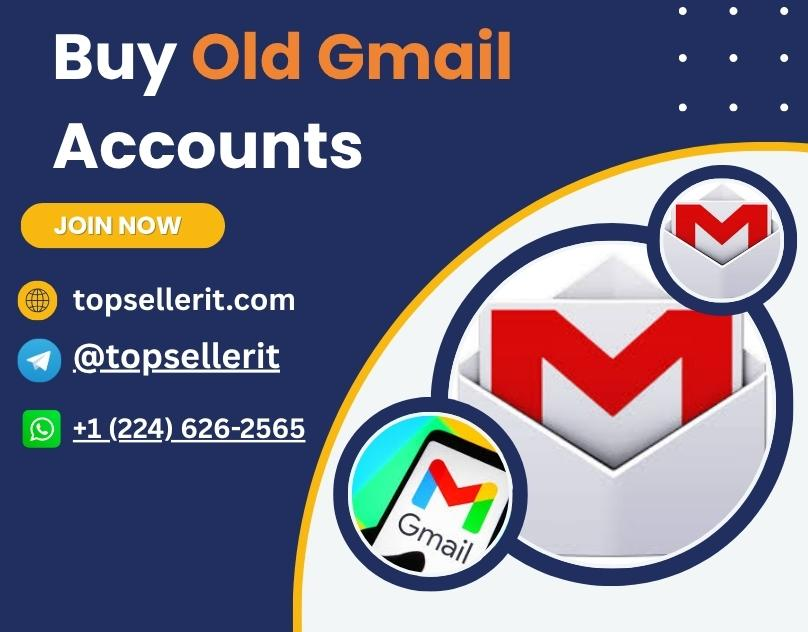 Buy Old Gmail
Accounts
JOIN NOW
topsellerit.com
@topsellerit
+1 (224) 626-2565
Gmail